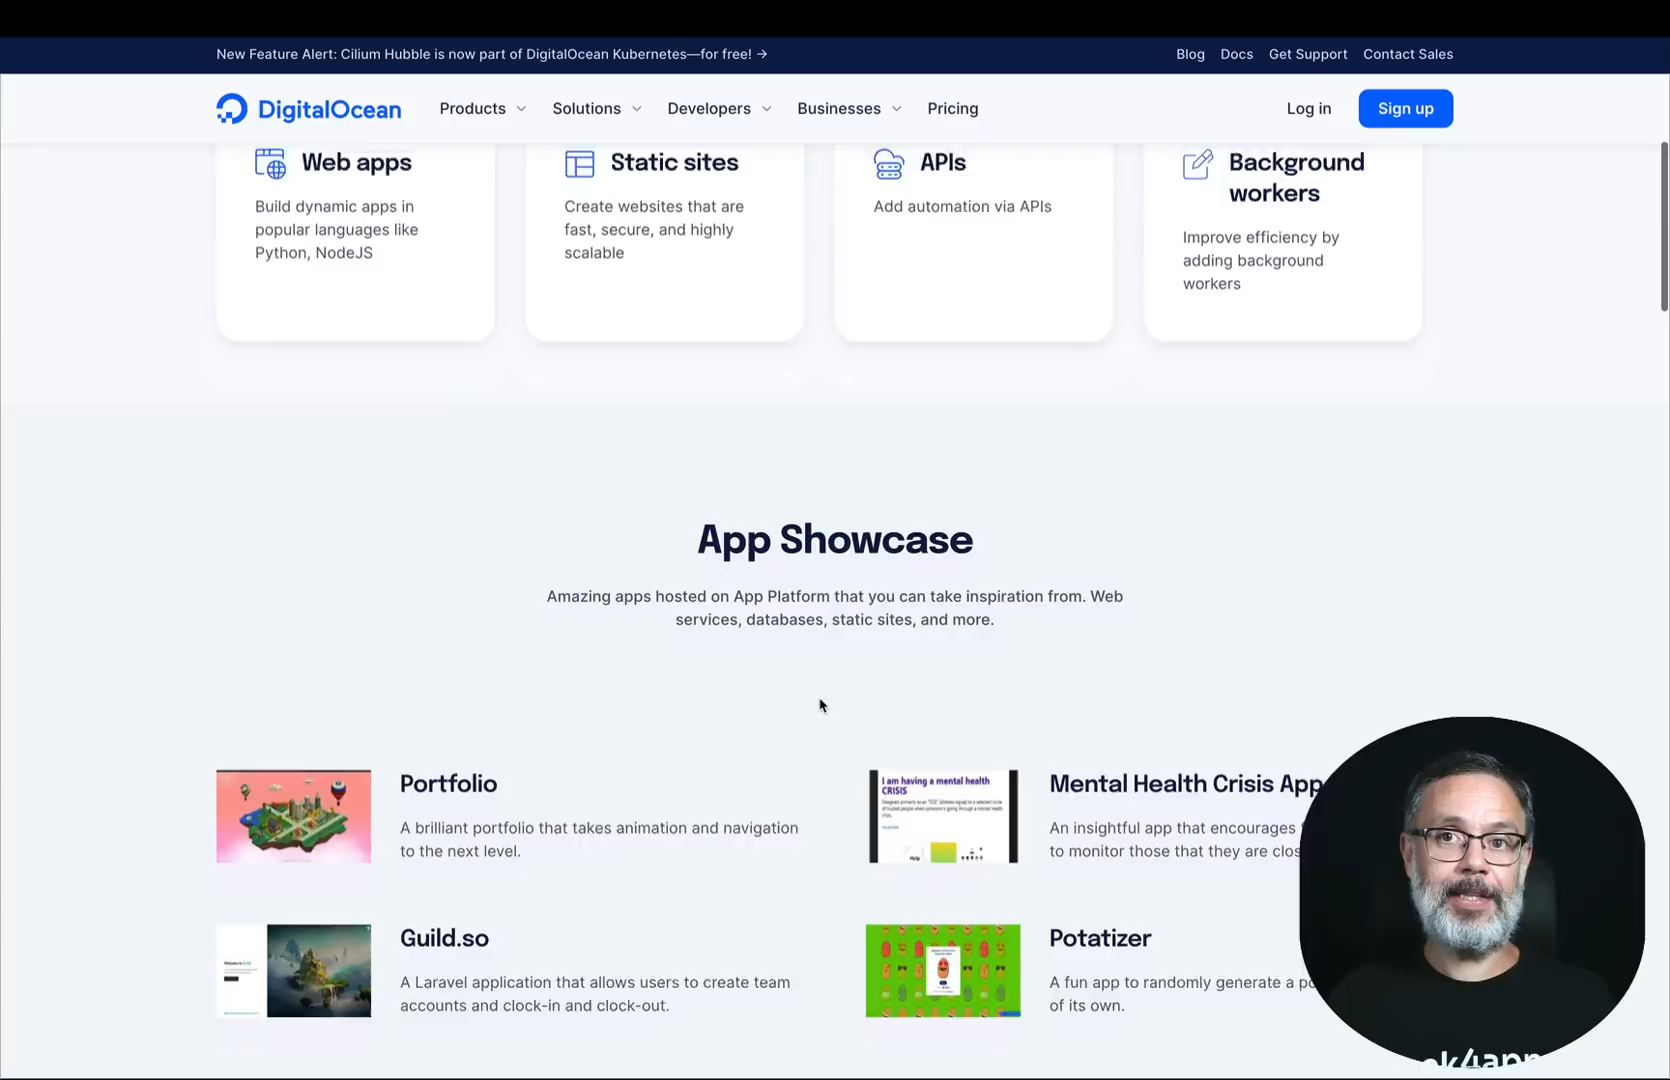 New Feature Alert: Cilium Hubble is now part of DigitalOcean Kubernetes—for free! →
Blog Docs Get Support Contact Sales
DigitalOcean Products Solutions Developers Businesses Pricing Log in Sign up
Web apps
Build dynamic apps in
popular languages like
Python, NodeJS
Static sites
Create websites that are
fast, secure, and highly
scalable
APIs
Add automation via APIs
Background
workers
Improve efficiency by
adding background
workers
App Showcase
Amazing apps hosted on App Platform that you can take inspiration from. Web
services, databases, static sites, and more.
Portfolio
A brilliant portfolio that takes animation and navigation
to the next level.
I am having a mental health
CRISIS
Mental Health Crisis App
An insightful app that encourages
to monitor those that they are clos
Guild.so
A Laravel application that allows users to create team
accounts and clock-in and clock-out.
Potatizer
A fun app to randomly generate a po
of its own.